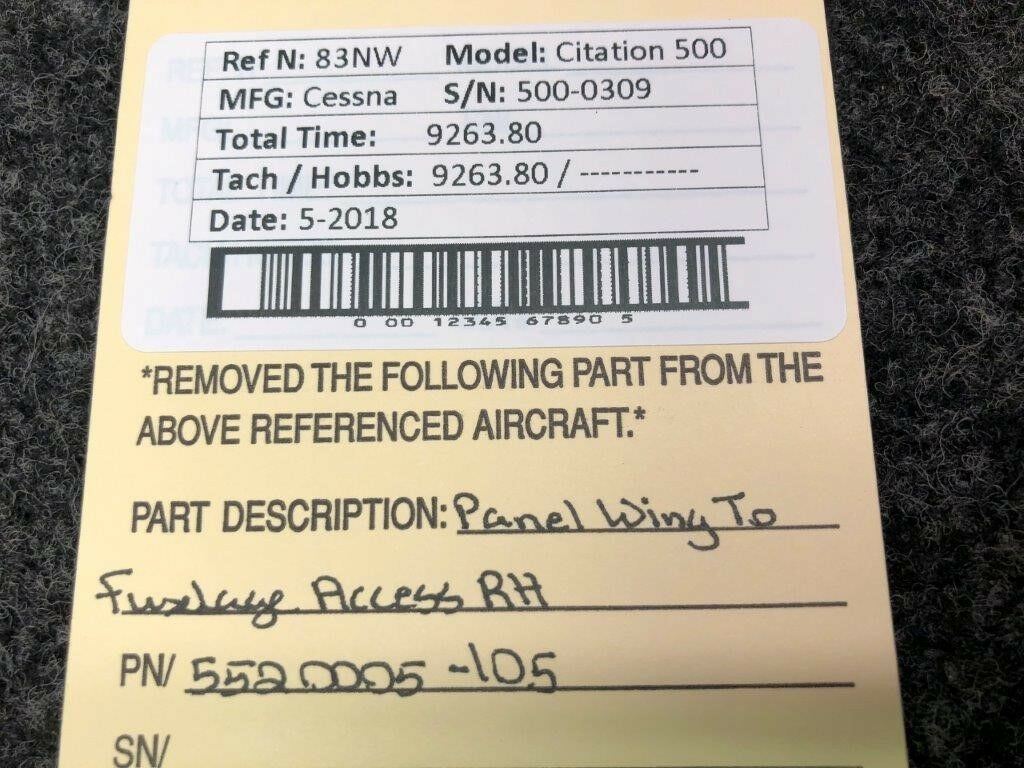 Ref N: 83NW Model: Citation 500
MFG: Cessna S/N: 500-0309
Total Time: 9263.80
Tach / Hobbs: 9263.80 / -----------
Date: 5-2018
0 00 12345 67890 5
*REMOVED THE FOLLOWING PART FROM THE
ABOVE REFERENCED AIRCRAFT.*
PART DESCRIPTION: Panel Wing To
Fuselage Access RH
PN/ 5520005-105
SN/